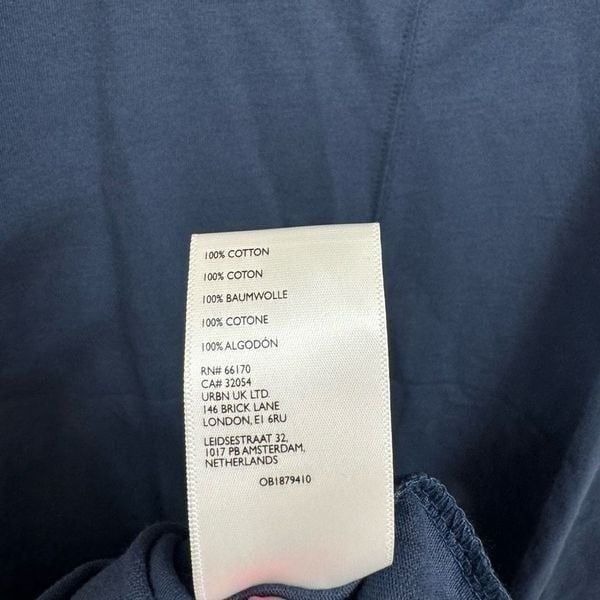 100% COTTON
100% COTON
100% BAUMWOLLE
100% COTONE
100% ALGODÓN
RN# 66170
CA# 32054
URBN UK LTD.
146 BRICK LANE
LONDON, E1 6RU
LEIDSESTRAAT 32,
1017 PB AMSTERDAM,
NETHERLANDS
OB1879410